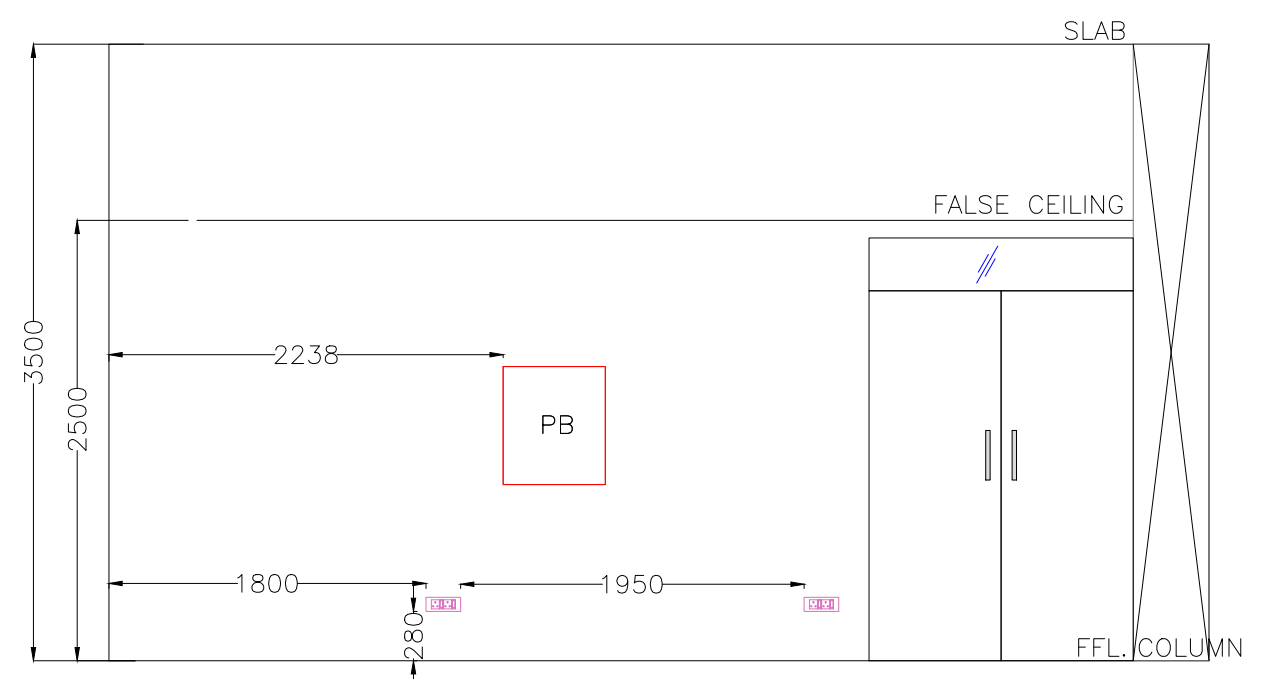 SLAB
FALSE CEILING
3500
2500
2238
PB
1800
1950
280
FFL.
COLUMN